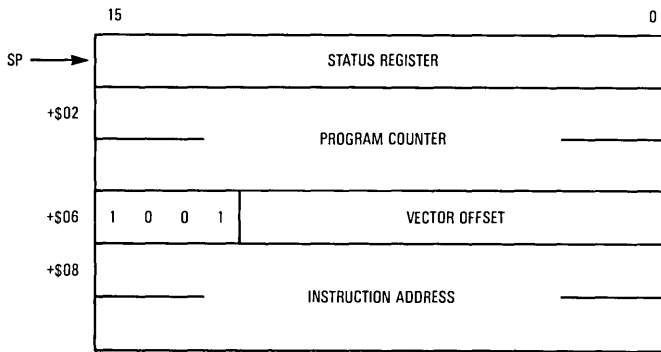 15 0
SP STATUS REGISTER
+$02
PROGRAM COUNTER
+$06 1 0 0 1 VECTOR OFFSET
+$08
INSTRUCTION ADDRESS